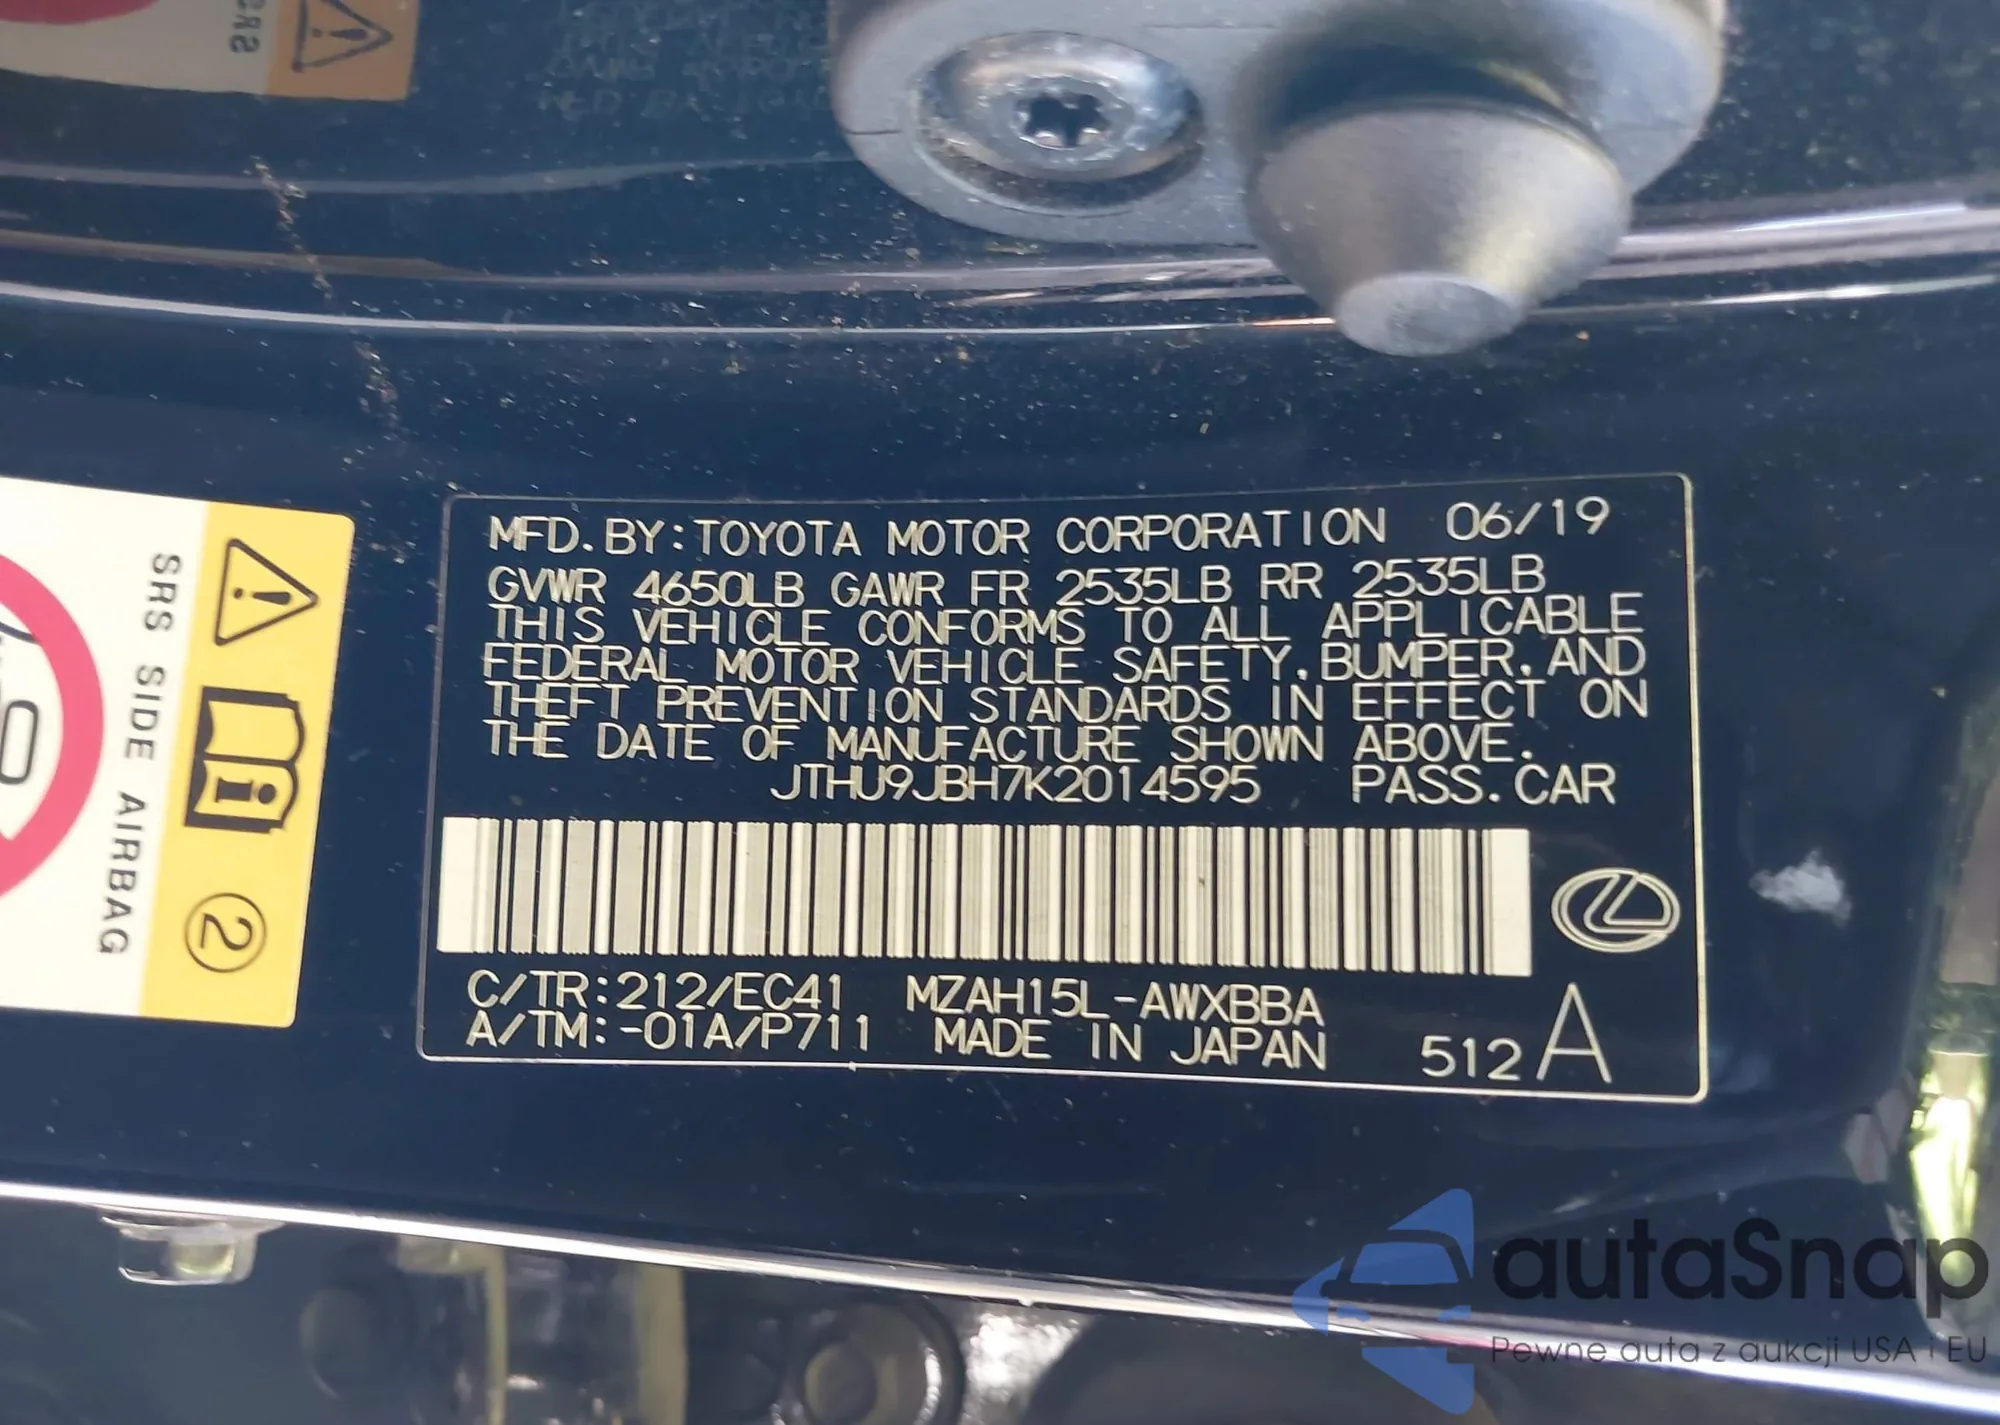 SRS
MFD.BY:TOYOTA MOTOR CORPORATION 06/19
GVWR 4650LB GAWR FR 2535LB RR 2535LB
THIS VEHICLE CONFORMS TO ALL APPLICABLE
FEDERAL MOTOR VEHICLE SAFETY, BUMPER, AND
THEFT PREVENTION STANDARDS IN EFFECT ON
THE DATE OF MANUFACTURE SHOWN ABOVE.
JTHU9JBH7K2014595 PASS.CAR
C/TR:212/EC41 MZAH15L-AWXBBA
A/TM:-01A/P711 MADE IN JAPAN 512 A
SRS SIDE AIRBAG
2
autaSnap
Pewne auta z aukcji USA i EU